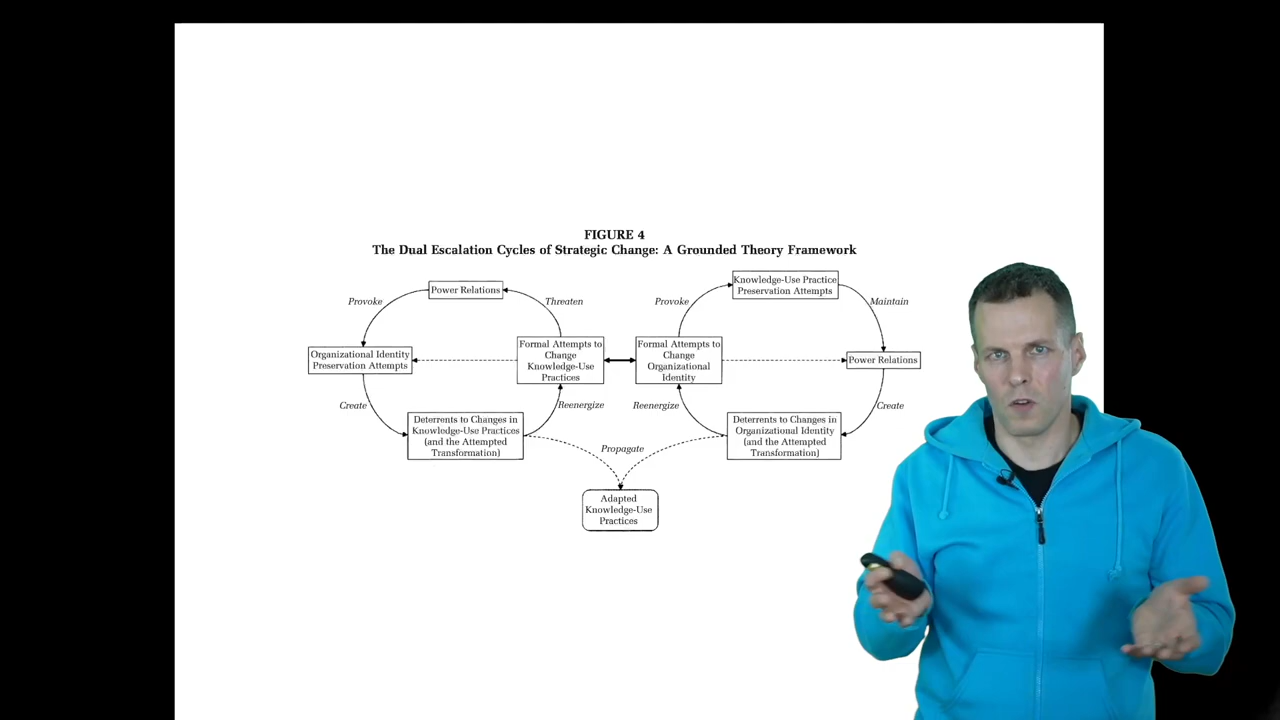 FIGURE 4
The Dual Escalation Cycles of Strategic Change: A Grounded Theory Framework
Power Relations
Provoke
Threaten
Organizational Identity
Preservation Attempts
Formal Attempts to
Change
Knowledge-Use
Practices
Create
Reenergize
Deterrents to Changes in
Knowledge-Use Practices
(and the Attempted
Transformation)
Knowledge-Use Practice
Preservation Attempts
Provoke
Maintain
Formal Attempts to
Change
Organizational
Identity
Power Relations
Reenergize
Create
Deterrents to Changes in
Organizational Identity
(and the Attempted
Transformation)
Propagate
Adapted
Knowledge-Use
Practices